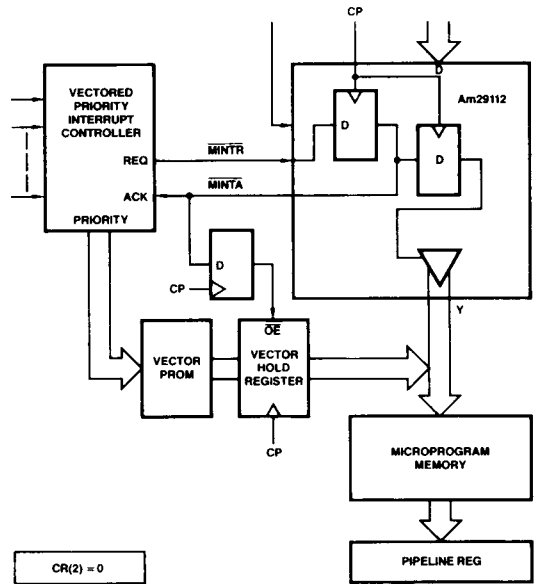 CP
D
Am29112
VECTORED
PRIORITY
INTERRUPT
CONTROLLER
REQ
MINTR
D
D
ACK
MINTA
PRIORITY
D
CP
Y
OE
VECTOR
PROM
VECTOR
HOLD
REGISTER
CP
MICROPROGRAM
MEMORY
CR(2) = 0
PIPELINE REG